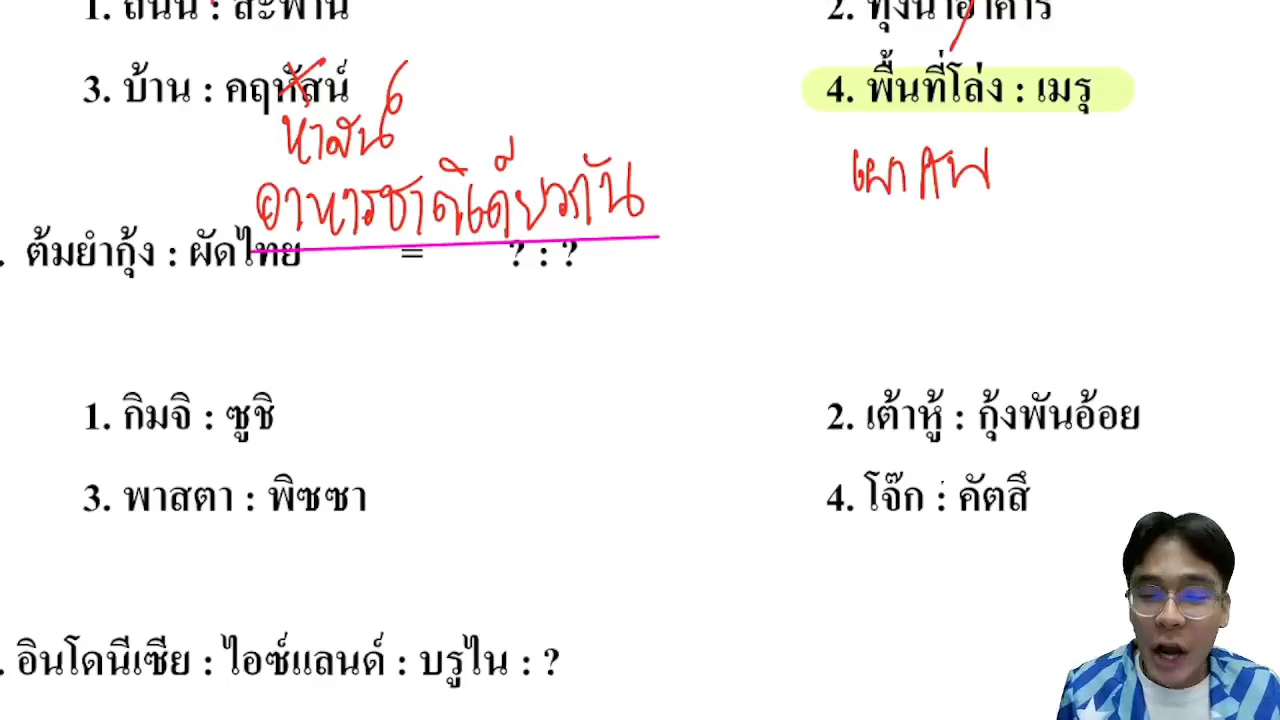 1. ถนน : สะพาน
2. ทุ่งนา อาคาร
3. บ้าน : คฤหัสน์
4. พื้นที่โล่ง : เมรุ
เผาศพ
อาหารชาติเดียวกัน
. ต้มยำกุ้ง : ผัดไทย = ? : ?
1. กิมจิ : ซูชิ
2. เต้าหู้ : กุ้งพันอ้อย
3. พาสตา : พิซซา
4. โจ๊ก : คัตสึ
. อินโดนีเซีย : ไอซ์แลนด์ : บรูไน : ?